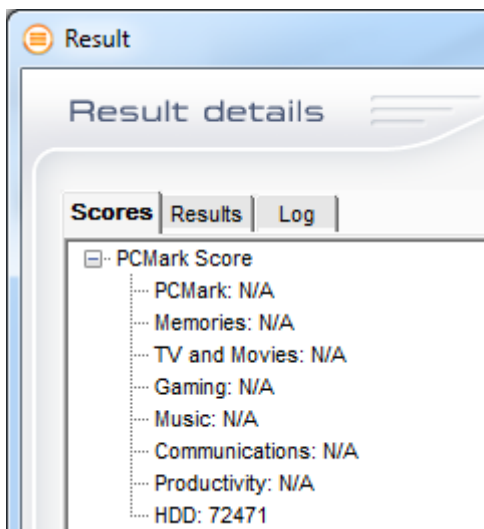 Result
Result details
Scores Results Log
PCMark Score
PCMark: N/A
Memories: N/A
TV and Movies: N/A
Gaming: N/A
Music: N/A
Communications: N/A
Productivity: N/A
HDD: 72471